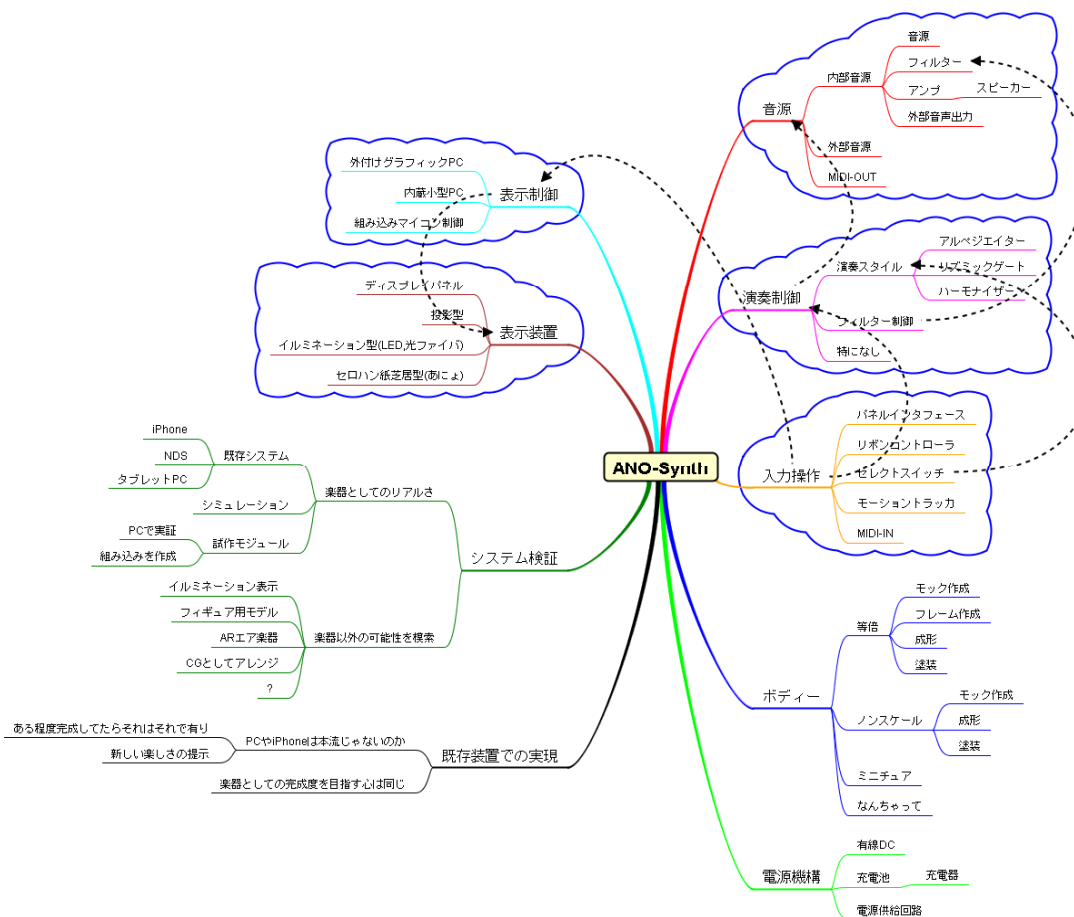 ANO-Synth
音源
内部音源
音源
フィルター
アンプ
スピーカー
外部音声出力
外部音源
MIDI-OUT
演奏制御
演奏スタイル
アルペジエイター
リズミックゲート
ハーモナイザー
フィルター制御
特になし
入力操作
パネルインタフェース
リボンコントローラ
セレクトスイッチ
モーショントラッカ
MIDI-IN
ボディー
等倍
モック作成
フレーム作成
成形
塗装
ノンスケール
モック作成
成形
塗装
ミニチュア
なんちゃって
電源機構
有線DC
充電池
充電器
電源供給回路
表示制御
外付けグラフィックPC
内蔵小型PC
組み込みマイコン制御
表示装置
ディスプレイパネル
投影型
イルミネーション型(LED,光ファイバ)
セロハン紙芝居型(あにょ)
システム検証
楽器としてのリアルさ
既存システム
iPhone
NDS
タブレットPC
シミュレーション
試作モジュール
PCで実証
組み込みを作成
楽器以外の可能性を模索
イルミネーション表示
フィギュア用モデル
ARエア楽器
CGとしてアレンジ
?
既存装置での実現
PCやiPhoneは本流じゃないのか
ある程度完成してたらそれはそれで有り
新しい楽しさの提示
楽器としての完成度を目指す心は同じ